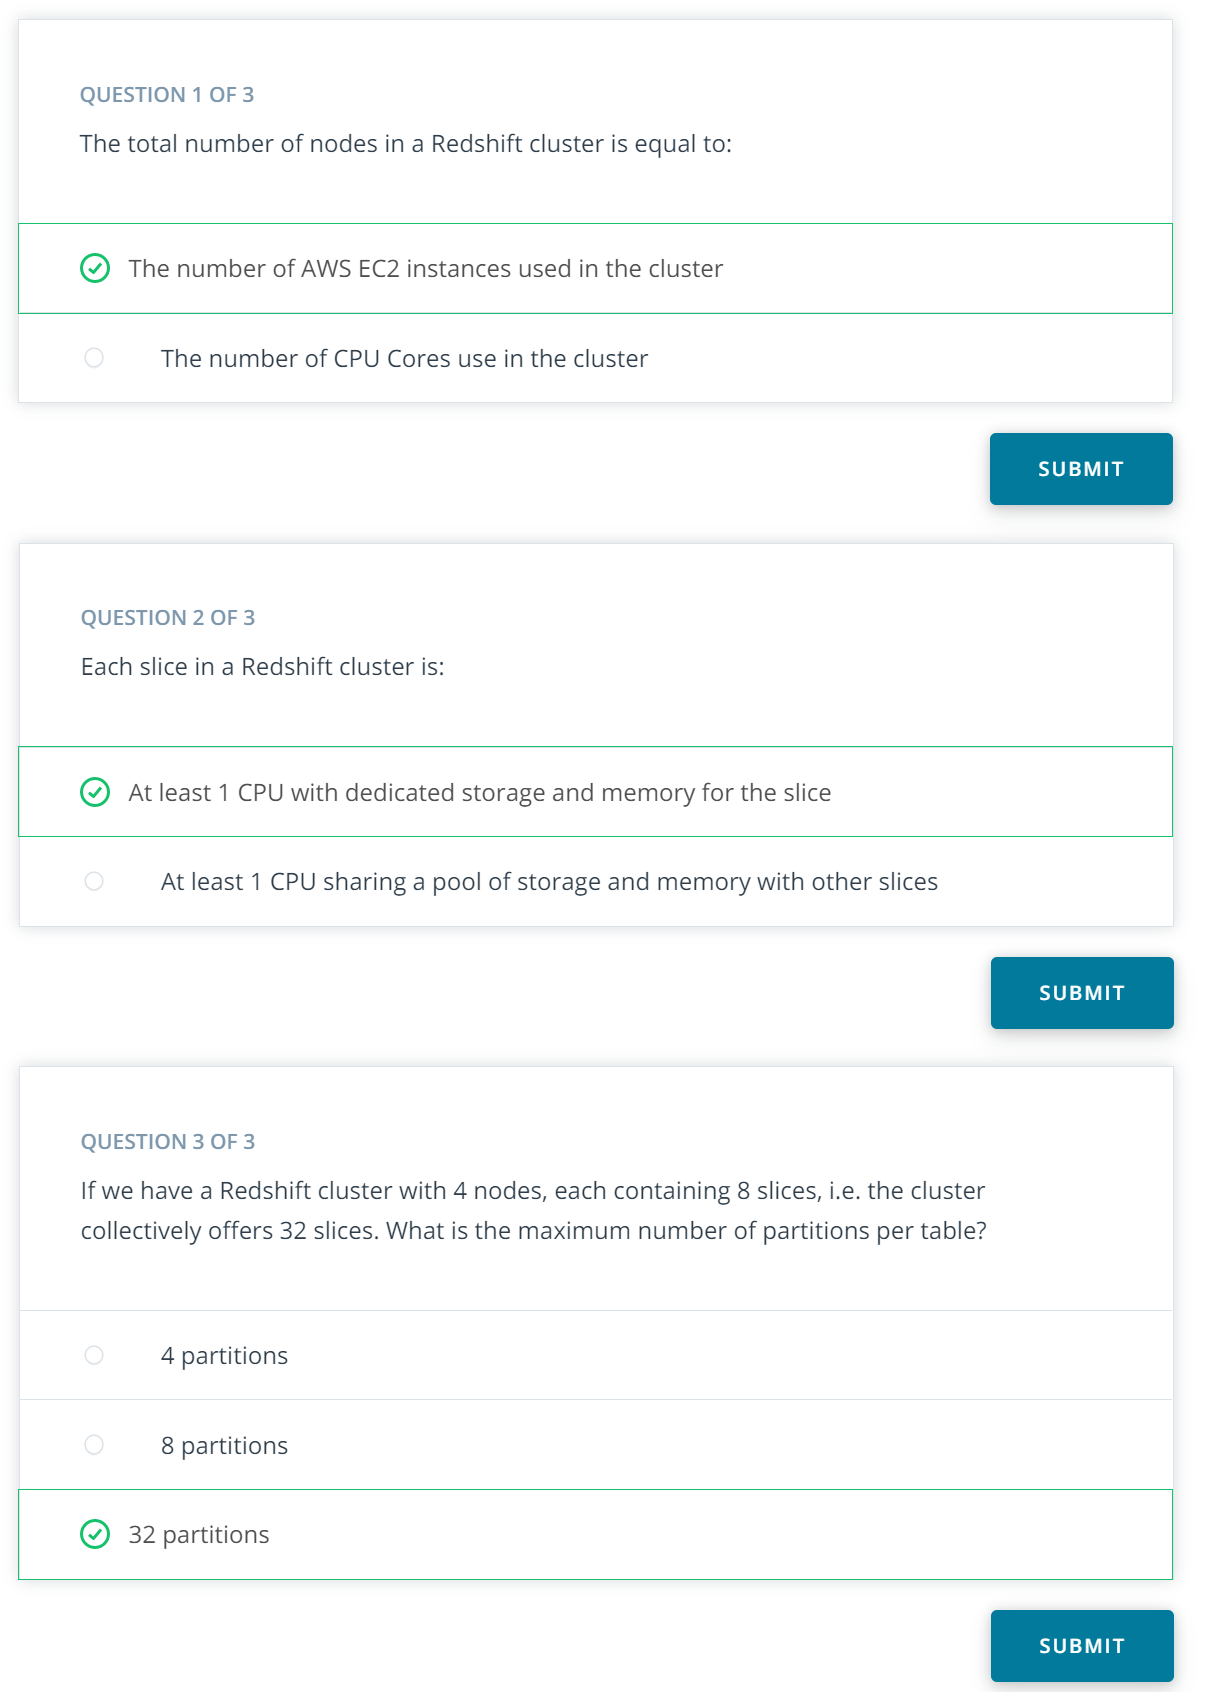 QUESTION 1 OF 3
The total number of nodes in a Redshift cluster is equal to:
The number of AWS EC2 instances used in the cluster
The number of CPU Cores use in the cluster
SUBMIT
QUESTION 2 OF 3
Each slice in a Redshift cluster is:
At least 1 CPU with dedicated storage and memory for the slice
At least 1 CPU sharing a pool of storage and memory with other slices
SUBMIT
QUESTION 3 OF 3
If we have a Redshift cluster with 4 nodes, each containing 8 slices, i.e. the cluster
collectively offers 32 slices. What is the maximum number of partitions per table?
4 partitions
8 partitions
32 partitions
SUBMIT